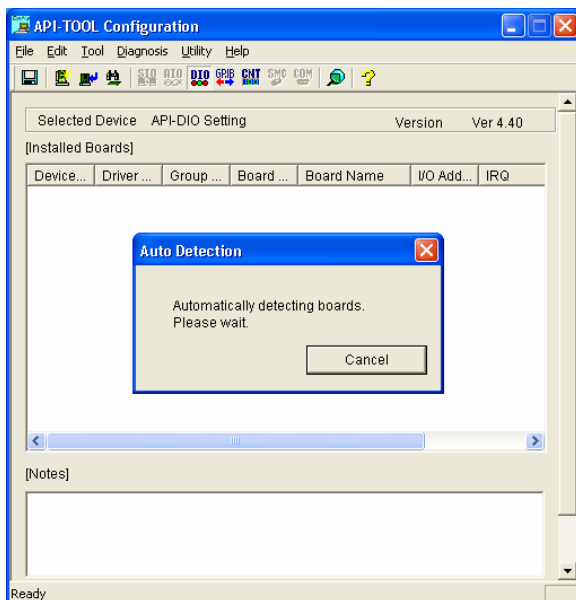 API-TOOL Configuration
File Edit Tool Diagnosis Utility Help
SIO AIO DIO GPIB CNT SMC COM
Selected Device API-DIO Setting Version Ver 4.40
[Installed Boards]
Device... Driver ... Group ... Board ... Board Name I/O Add... IRQ
Auto Detection
Automatically detecting boards.
Please wait.
Cancel
[Notes]
Ready